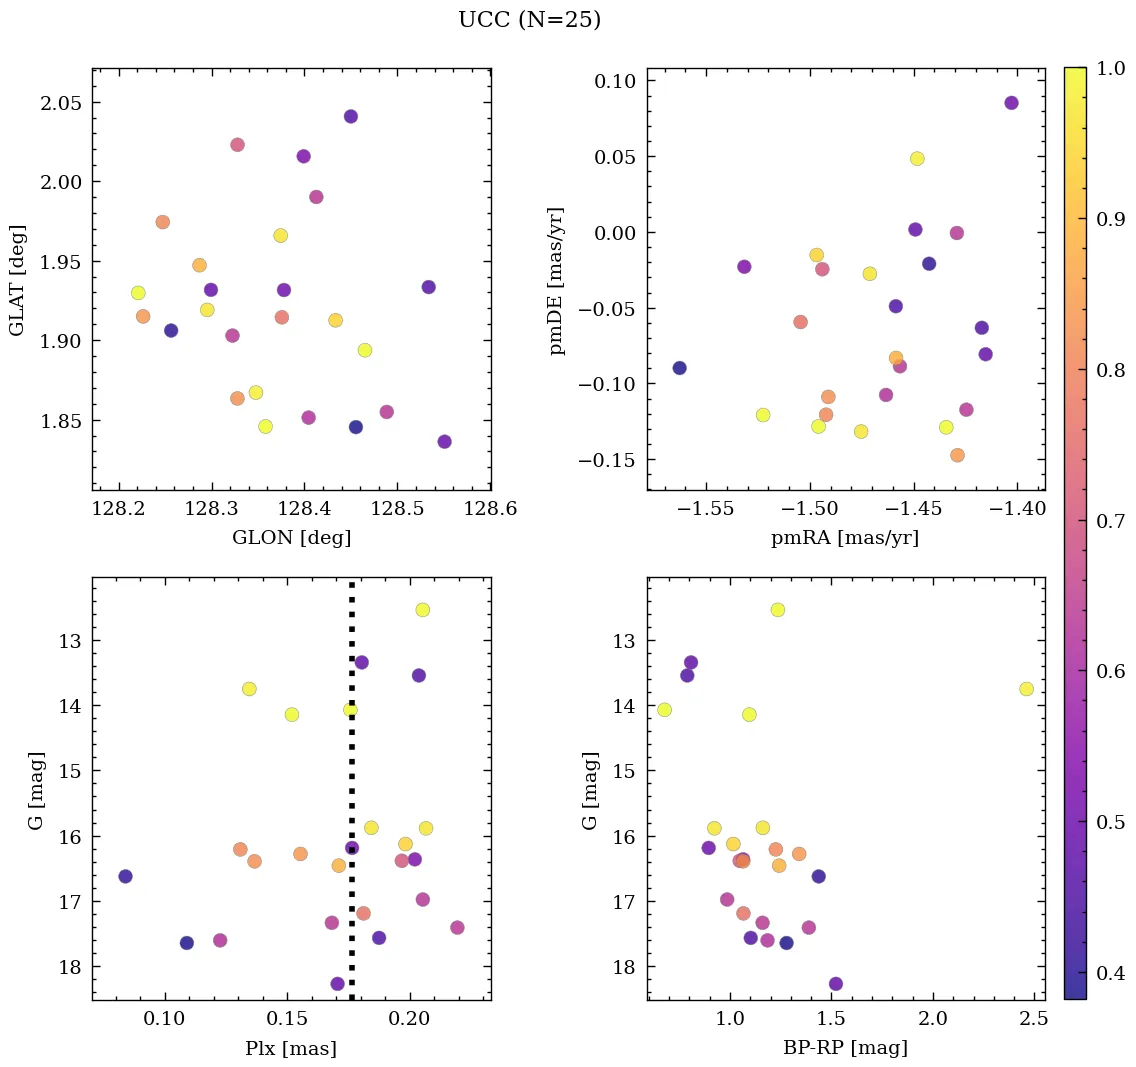 UCC (N=25)
2.05
2.00
1.95
1.90
1.85
GLAT [deg]
128.2 128.3 128.4 128.5 128.6
GLON [deg]
0.10
0.05
0.00
−0.05
−0.10
−0.15
pmDE [mas/yr]
−1.55 −1.50 −1.45 −1.40
pmRA [mas/yr]
13
14
15
16
17
18
G [mag]
0.10 0.15 0.20
Plx [mas]
13
14
15
16
17
18
G [mag]
1.0 1.5 2.0 2.5
BP-RP [mag]
1.0
0.9
0.8
0.7
0.6
0.5
0.4